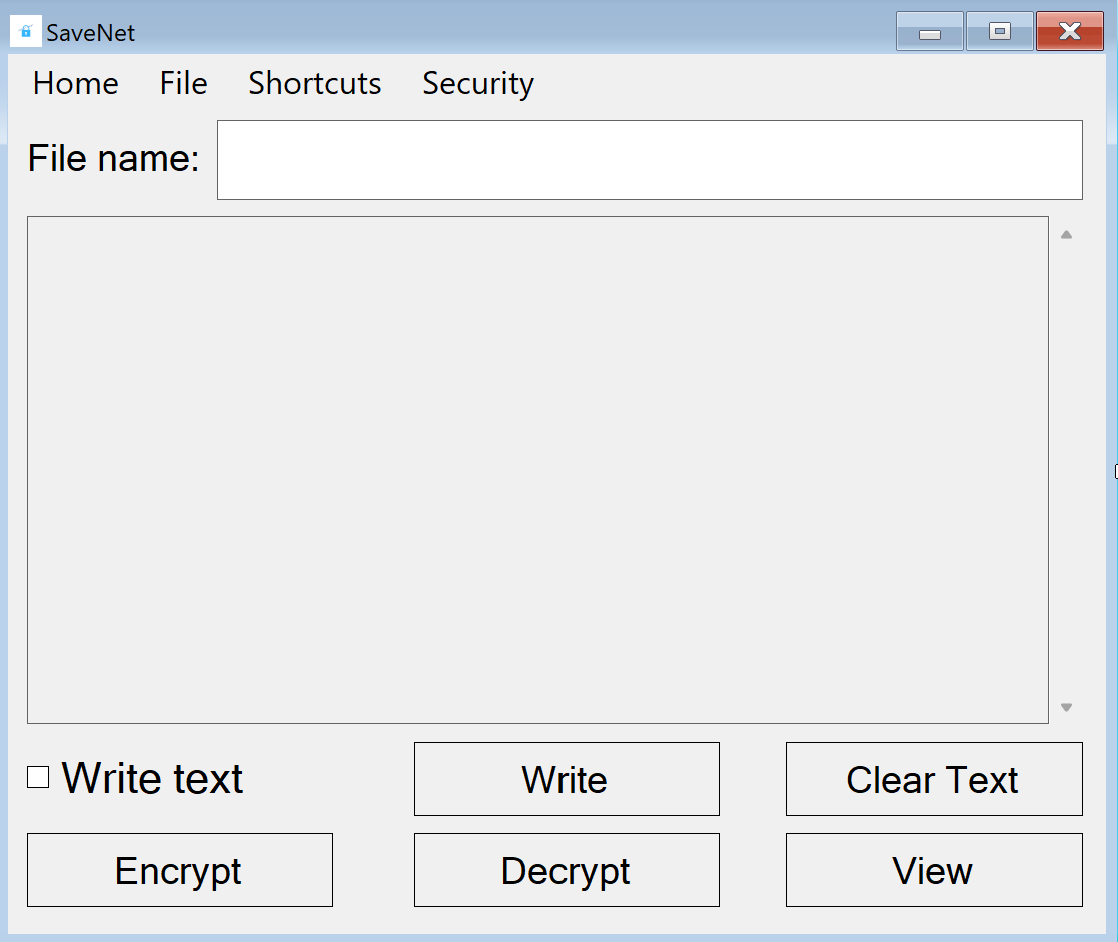 SaveNet
Home File Shortcuts Security
File name:
Write text Write Clear Text
Encrypt Decrypt View